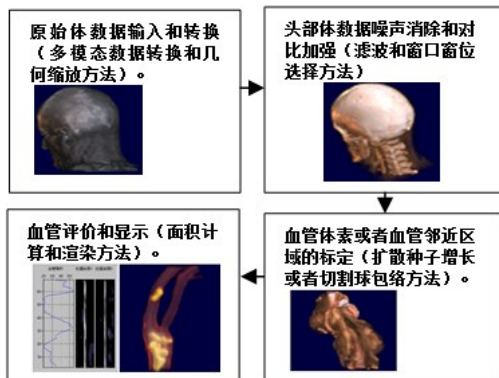 原始体数据输入和转换
（多模态数据转换和几
何缩放方法）。
头部体数据噪声消除和对
比加强（滤波和窗口窗位
选择方法）
血管体素或者血管邻近区
域的标定（扩散种子增长
或者切割球包络方法）。
血管评价和显示（面积计
算和渲染方法）。